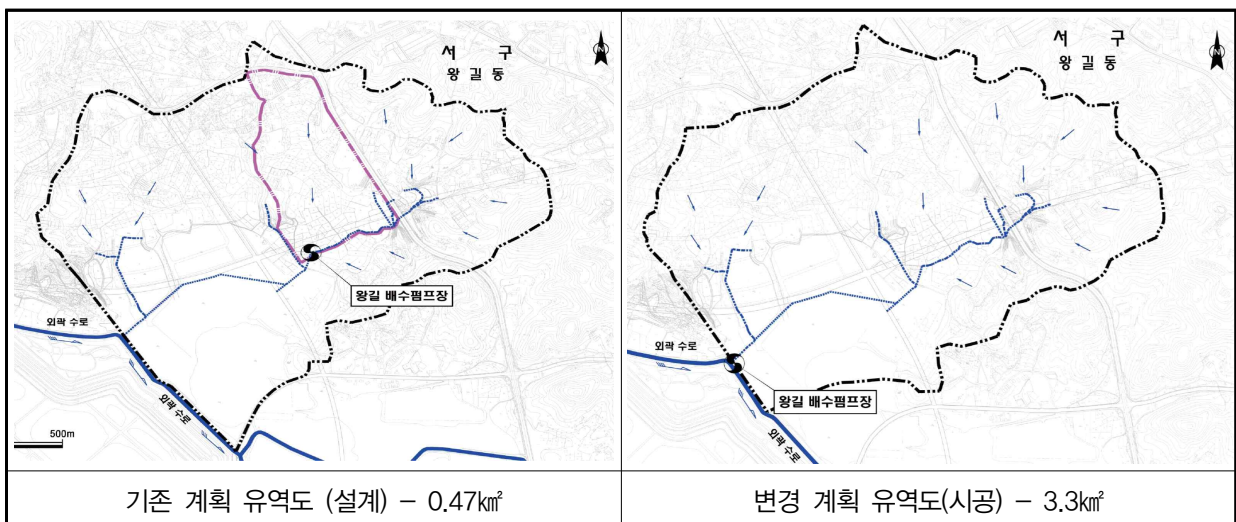 서 구
왕 길 동
왕길 배수펌프장
외곽 수로
외곽 수로
500m
기존 계획 유역도 (설계) - 0.47㎢
서 구
왕 길 동
외곽 수로
왕길 배수펌프장
외곽 수로
변경 계획 유역도(시공) - 3.3㎢